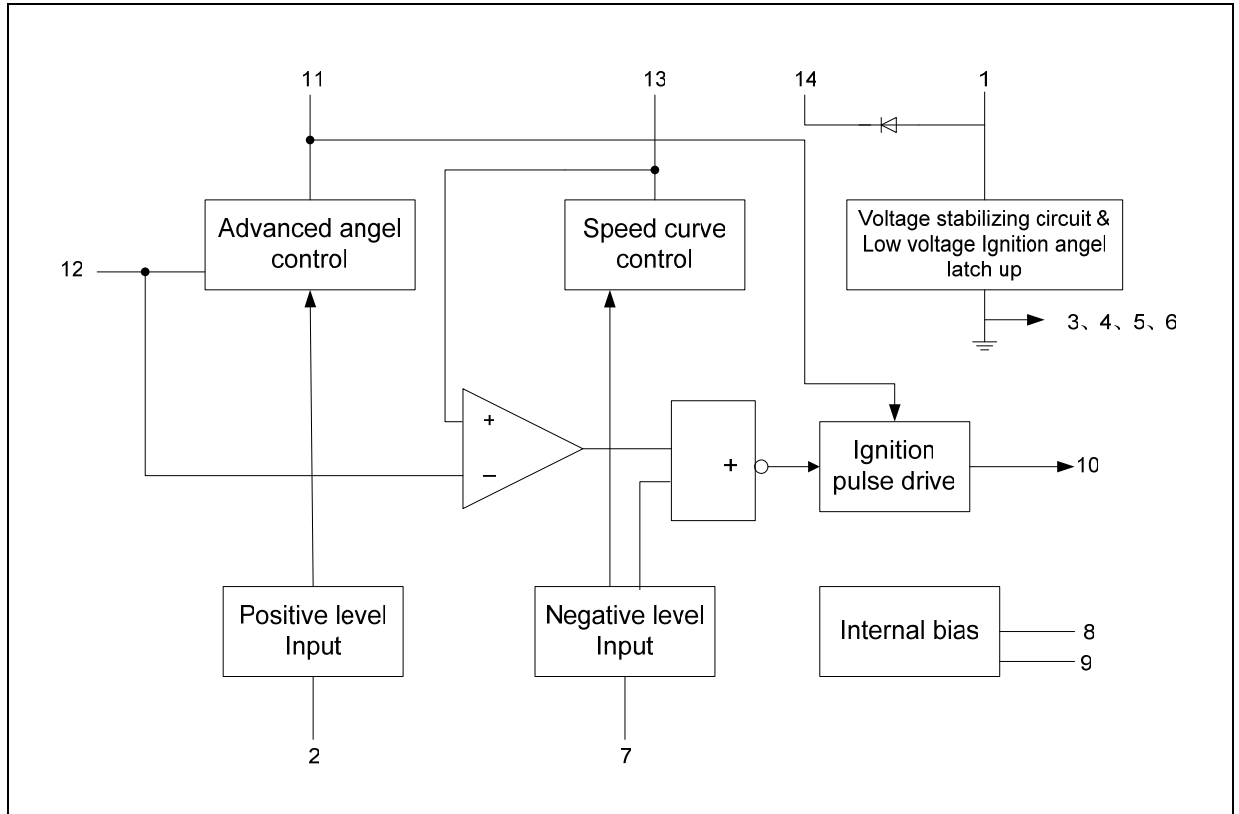 11
13
14
1
Advanced angel
control
Speed curve
control
Voltage stabilizing circuit &
Low voltage Ignition angel
latch up
12
3、4、5、6
+
−
+
Ignition
pulse drive
10
Positive level
Input
Negative level
Input
Internal bias
8
9
2
7